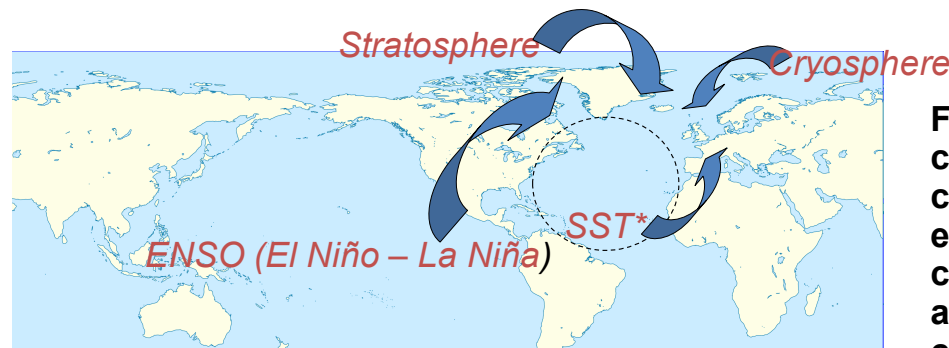 Stratosphere
Cryosphere
SST*
ENSO (El Niño – La Niña)
F
c
c
e
c
a